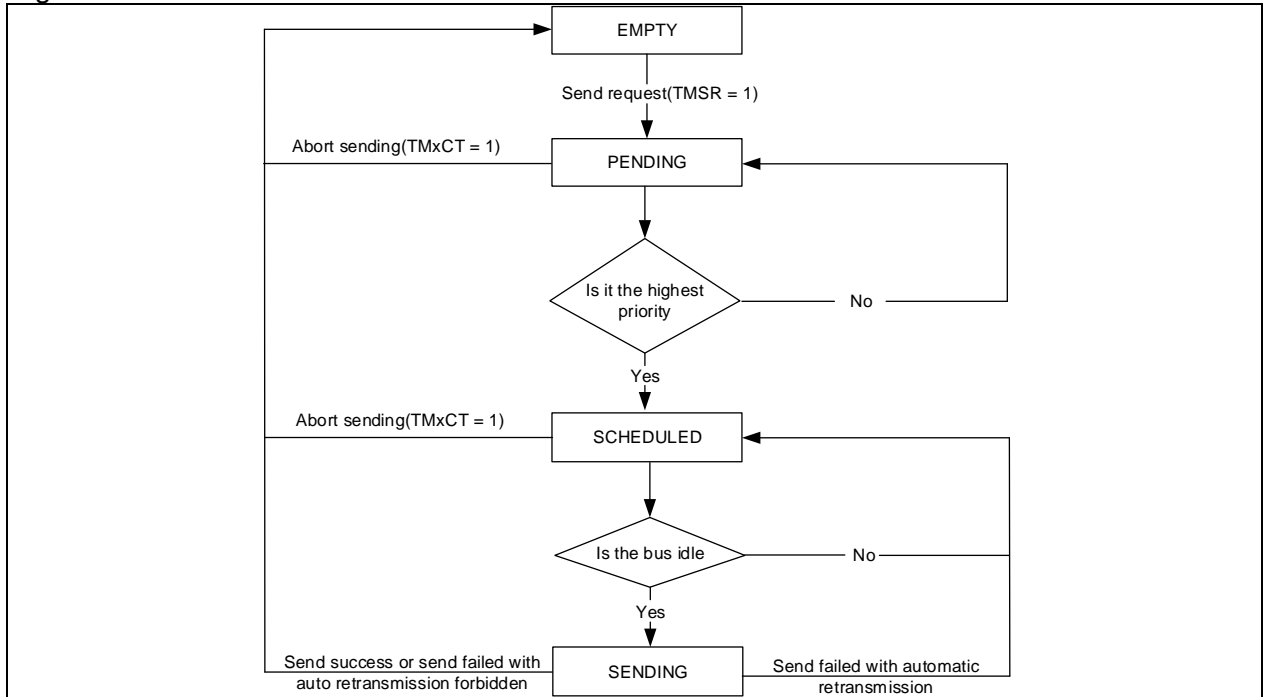 EMPTY
Send request(TMSR = 1)
Abort sending(TMxCT = 1)
PENDING
Is it the highest
priority
No
Yes
Abort sending(TMxCT = 1)
SCHEDULED
Is the bus idle
No
Yes
Send success or send failed with
auto retransmission forbidden
SENDING
Send failed with automatic
retransmission